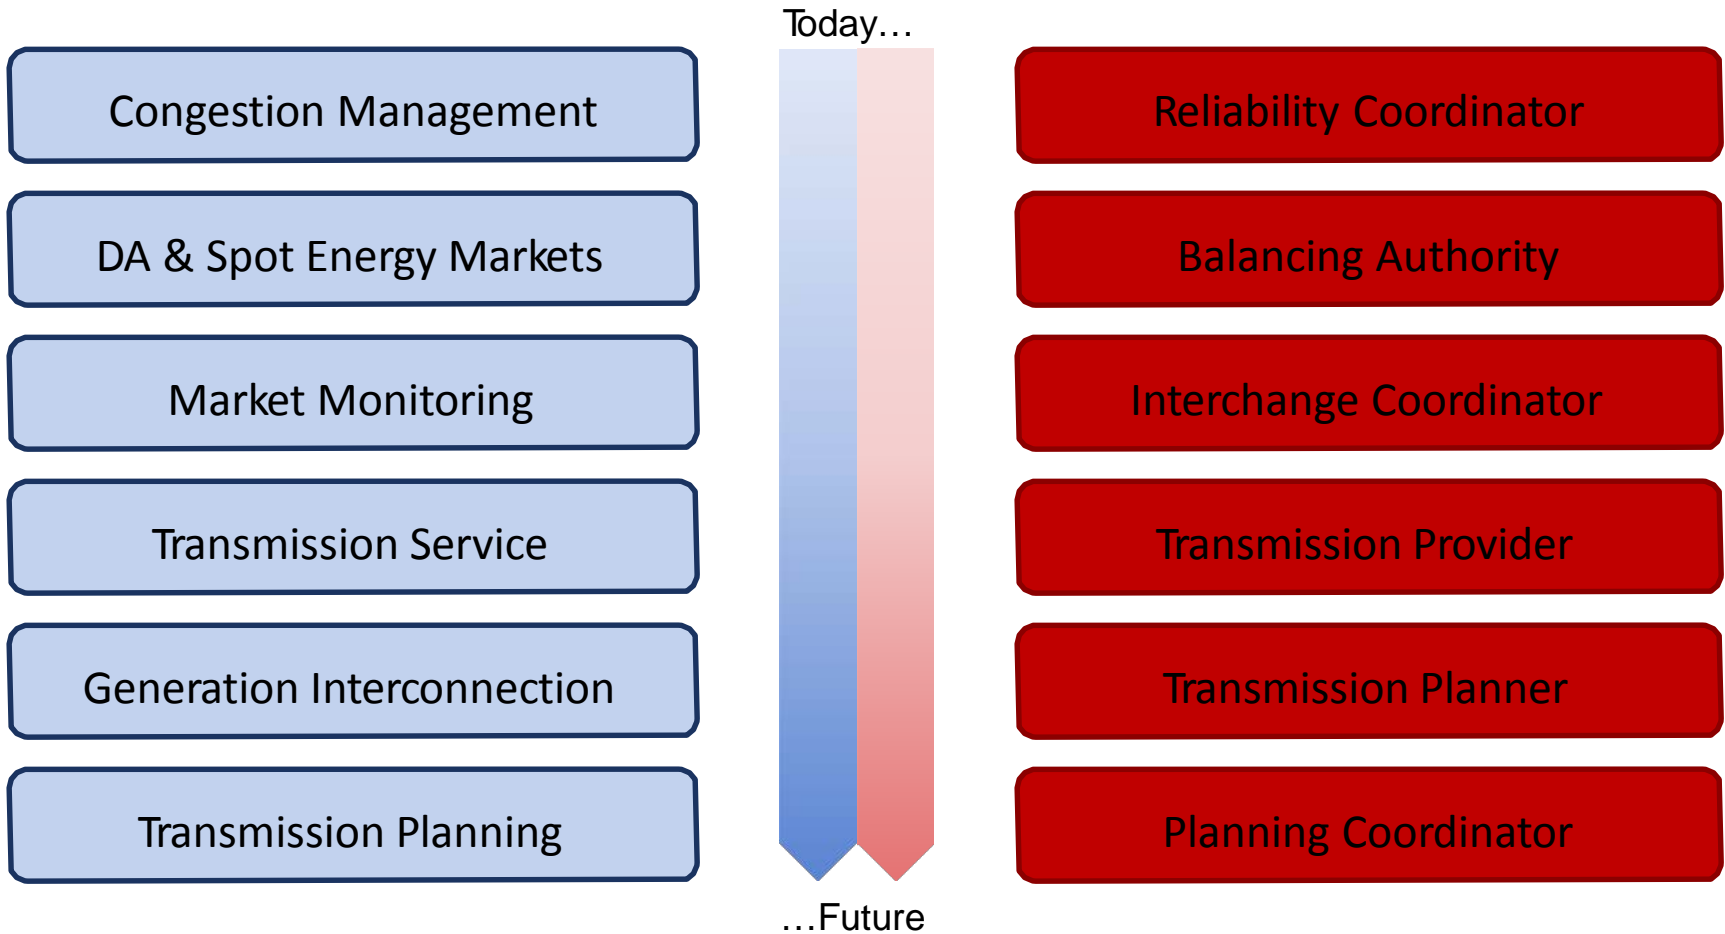 Today…
Congestion Management
Reliability Coordinator
DA & Spot Energy Markets
Balancing Authority
Market Monitoring
Interchange Coordinator
Transmission Service
Transmission Provider
Generation Interconnection
Transmission Planner
Transmission Planning
Planning Coordinator
…Future